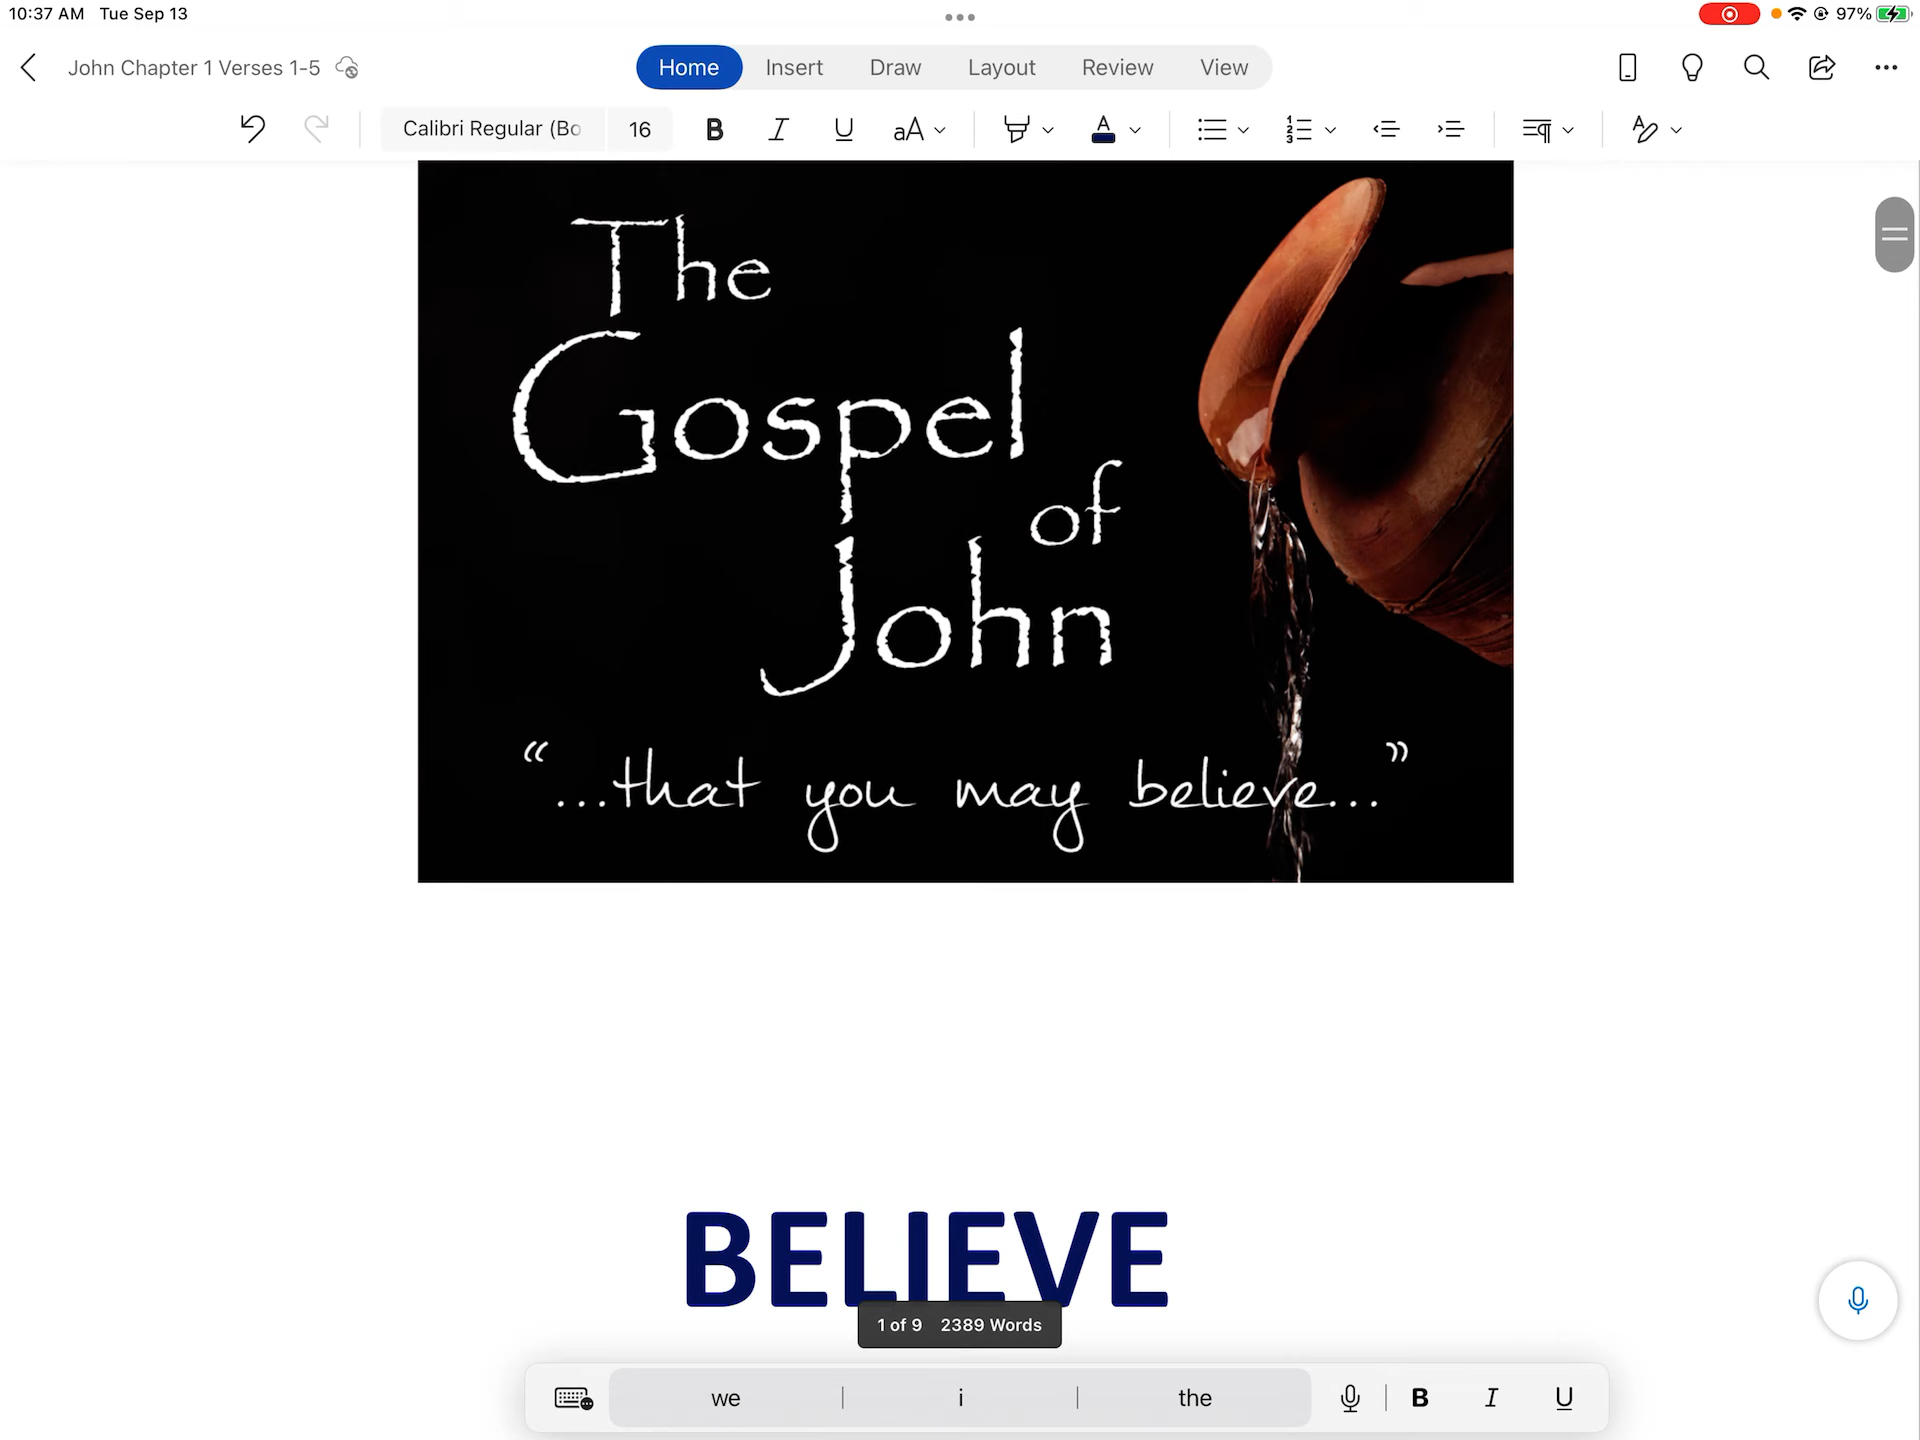 10:37 AM Tue Sep 13
97%
John Chapter 1 Verses 1-5
Home Insert Draw Layout Review View
Calibri Regular (Bo 16 B I U aA A
The
Gospel
of
John
“...that you may believe...”
BELIEVE
1 of 9 2389 Words
we i the B I U